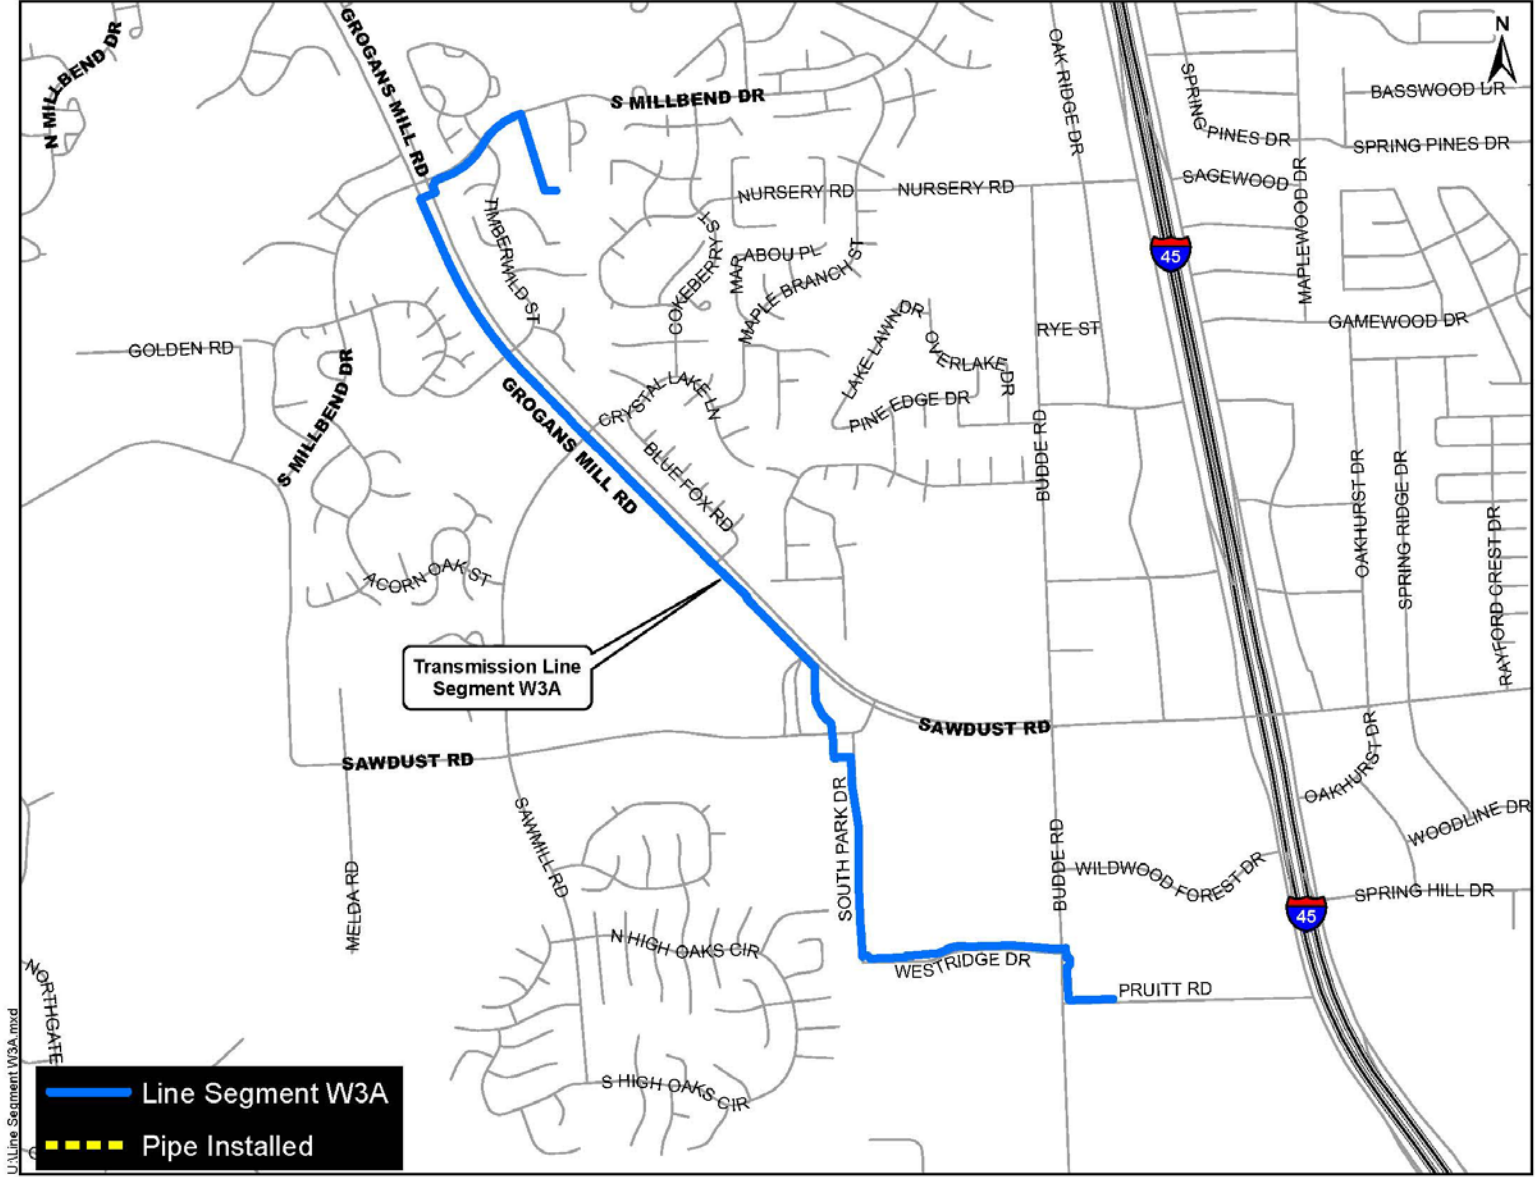 N MILLBEND DR
GROGANS MILL RD
S MILLBEND DR
OAK RIDGE DR
SPRING PINES DR
N
BASSWOOD DR
SPRING PINES DR
SAGEWOOD
MAPLEWOOD DR
NURSERY RD
NURSERY RD
TIMBERWILD ST
COKEBERRY ST
MAPLE BRANCH ST
MAP
ABOU PL
45
GOLDEN RD
S MILLBEND DR
LAKE LAWN DR
OVERLAKE DR
RYE ST
GAMEWOOD DR
PINE EDGE DR
CRYSTAL LAKE LN
GROGANS MILL RD
BLUE FOX RD
BUDDE RD
OAKHURST DR
SPRING RIDGE DR
RAYFORD CREST DR
ACORN OAK ST
Transmission Line
Segment W3A
SAWDUST RD
SAWDUST RD
OAKHURST DR
SAWMILL RD
SOUTH PARK DR
WOODLINE DR
MELDA RD
BUDDE RD
WILDWOOD FOREST DR
SPRING HILL DR
45
N HIGH OAKS CIR
WESTRIDGE DR
PRUITT RD
NORTHGATE
S HIGH OAKS CIR
Line Segment W3A
Pipe Installed
U:\Line Segment W3A.mxd